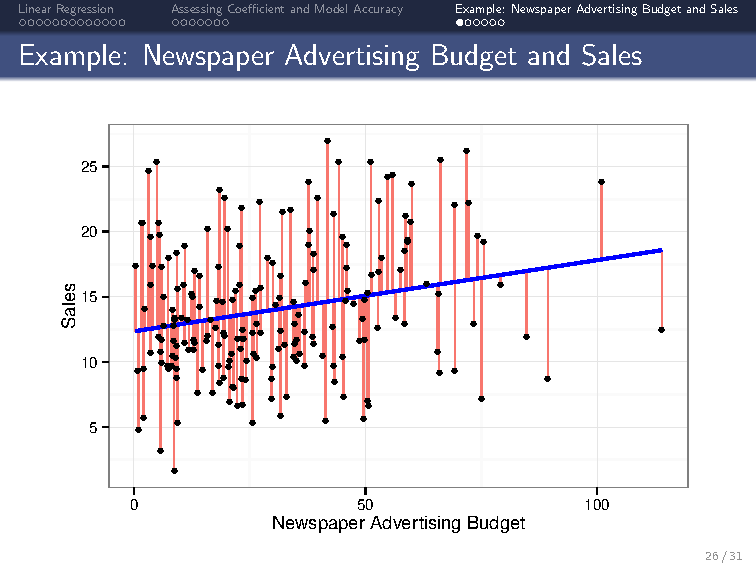 Linear Regression Assessing Coefficient and Model Accuracy Example: Newspaper Advertising Budget and Sales
Example: Newspaper Advertising Budget and Sales
25
20
15
10
5
Sales
0 50 100
Newspaper Advertising Budget
26 / 31